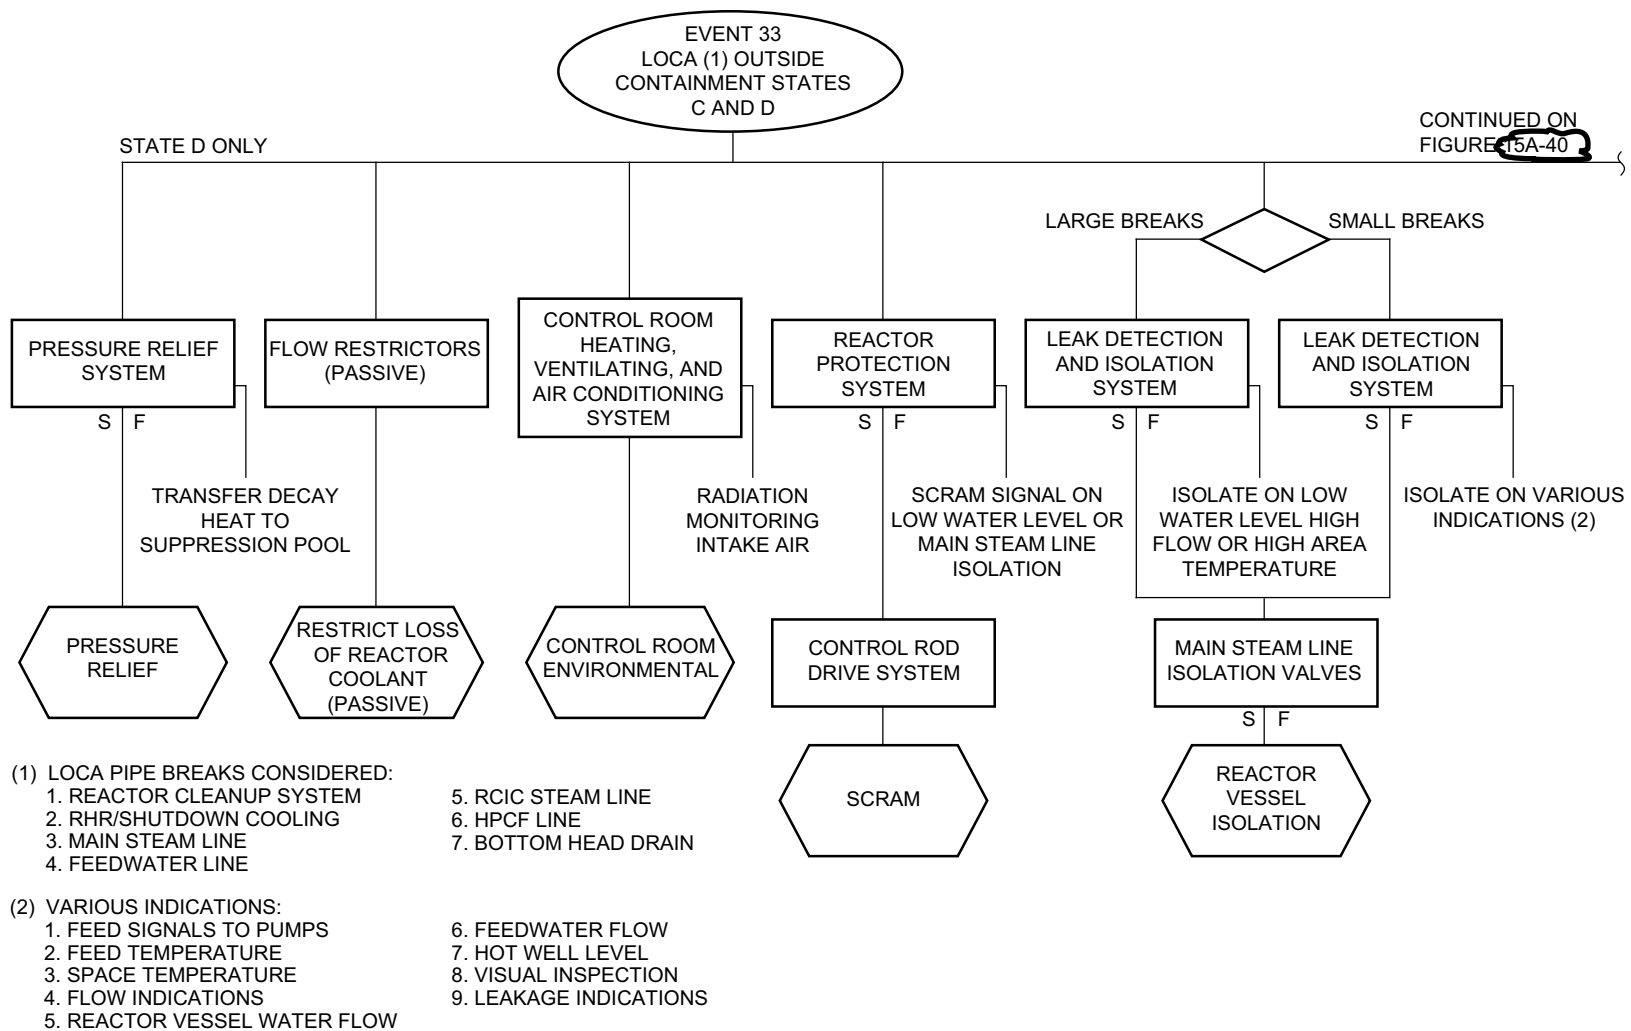 EVENT 33
LOCA (1) OUTSIDE
CONTAINMENT STATES
C AND D
STATE D ONLY
CONTINUED ON
FIGURE 15A-40
LARGE BREAKS
SMALL BREAKS
PRESSURE RELIEF
SYSTEM
S F
TRANSFER DECAY
HEAT TO
SUPPRESSION POOL
PRESSURE
RELIEF
FLOW RESTRICTORS
(PASSIVE)
RESTRICT LOSS
OF REACTOR
COOLANT
(PASSIVE)
CONTROL ROOM
HEATING,
VENTILATING, AND
AIR CONDITIONING
SYSTEM
RADIATION
MONITORING
INTAKE AIR
CONTROL ROOM
ENVIRONMENTAL
REACTOR
PROTECTION
SYSTEM
S F
SCRAM SIGNAL ON
LOW WATER LEVEL OR
MAIN STEAM LINE
ISOLATION
CONTROL ROD
DRIVE SYSTEM
SCRAM
LEAK DETECTION
AND ISOLATION
SYSTEM
S F
ISOLATE ON LOW
WATER LEVEL HIGH
FLOW OR HIGH AREA
TEMPERATURE
LEAK DETECTION
AND ISOLATION
SYSTEM
S F
ISOLATE ON VARIOUS
INDICATIONS (2)
MAIN STEAM LINE
ISOLATION VALVES
S F
REACTOR
VESSEL
ISOLATION
(1) LOCA PIPE BREAKS CONSIDERED:
1. REACTOR CLEANUP SYSTEM
2. RHR/SHUTDOWN COOLING
3. MAIN STEAM LINE
4. FEEDWATER LINE
5. RCIC STEAM LINE
6. HPCF LINE
7. BOTTOM HEAD DRAIN
(2) VARIOUS INDICATIONS:
1. FEED SIGNALS TO PUMPS
2. FEED TEMPERATURE
3. SPACE TEMPERATURE
4. FLOW INDICATIONS
5. REACTOR VESSEL WATER FLOW
6. FEEDWATER FLOW
7. HOT WELL LEVEL
8. VISUAL INSPECTION
9. LEAKAGE INDICATIONS